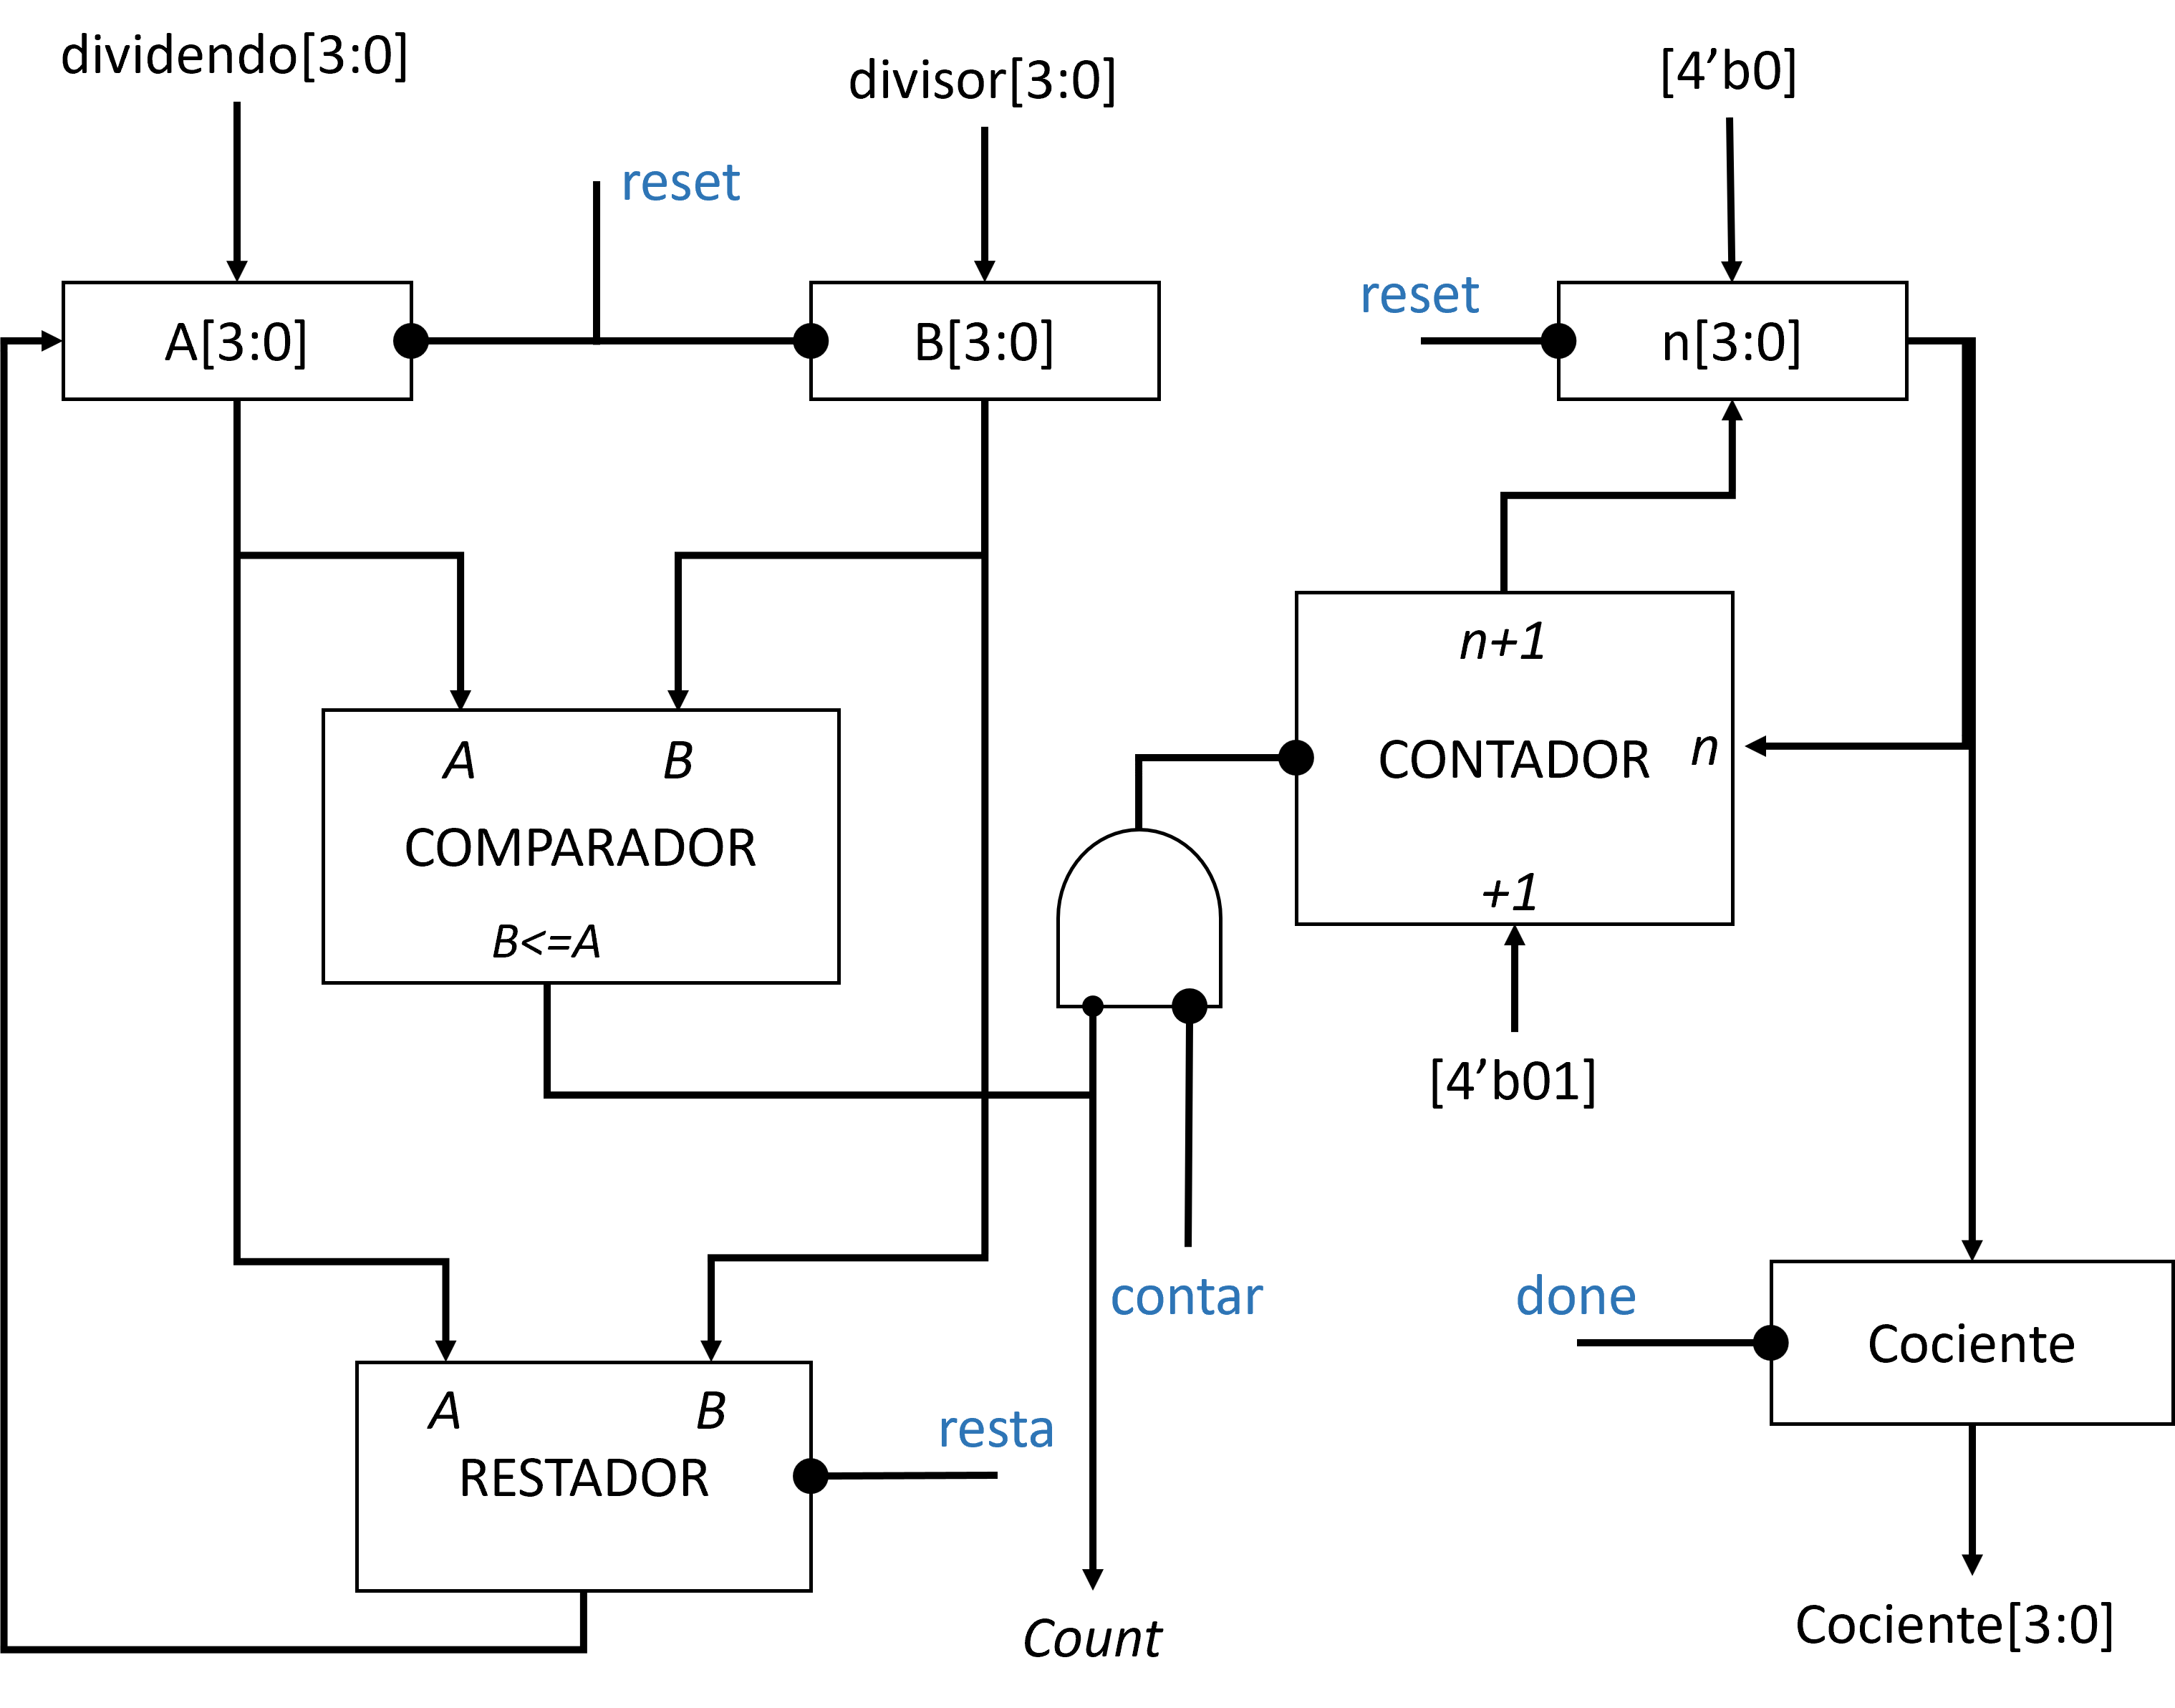 dividendo[3:0]
divisor[3:0]
[4’b0]
reset
reset
A[3:0]
B[3:0]
n[3:0]
n+1
A
B
CONTADOR
n
COMPARADOR
+1
B<=A
[4’b01]
contar
done
Cociente
A
B
resta
RESTADOR
Count
Cociente[3:0]